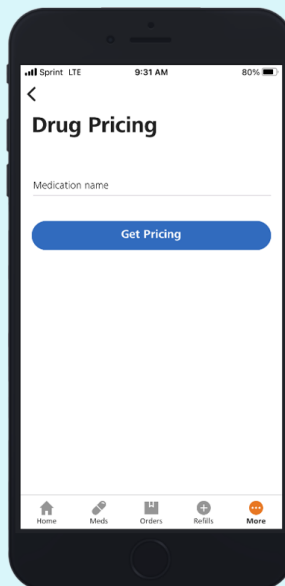 Sprint LTE 9:31 AM 80%
Drug Pricing
Medication name
Get Pricing
Home Meds Orders Refills More